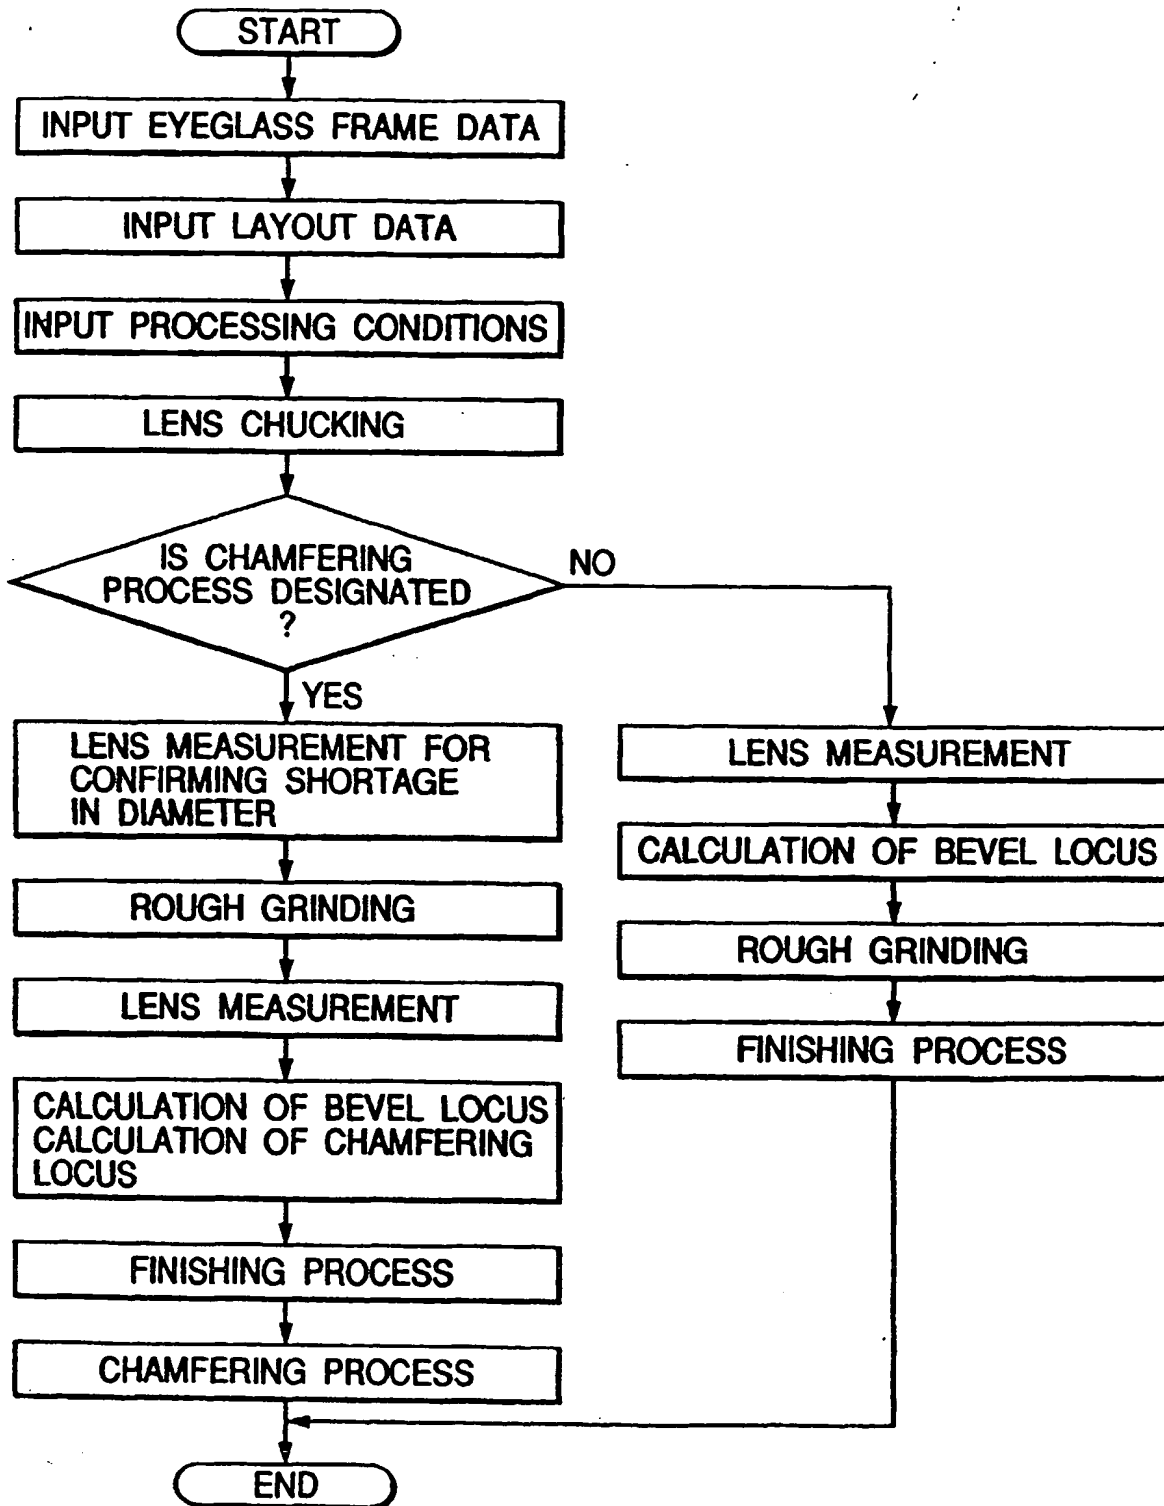 START
INPUT EYEGLASS FRAME DATA
INPUT LAYOUT DATA
INPUT PROCESSING CONDITIONS
LENS CHUCKING
IS CHAMFERING
PROCESS DESIGNATED
?
NO
YES
LENS MEASUREMENT FOR
CONFIRMING SHORTAGE
IN DIAMETER
ROUGH GRINDING
LENS MEASUREMENT
CALCULATION OF BEVEL LOCUS
CALCULATION OF CHAMFERING
LOCUS
FINISHING PROCESS
CHAMFERING PROCESS
LENS MEASUREMENT
CALCULATION OF BEVEL LOCUS
ROUGH GRINDING
FINISHING PROCESS
END